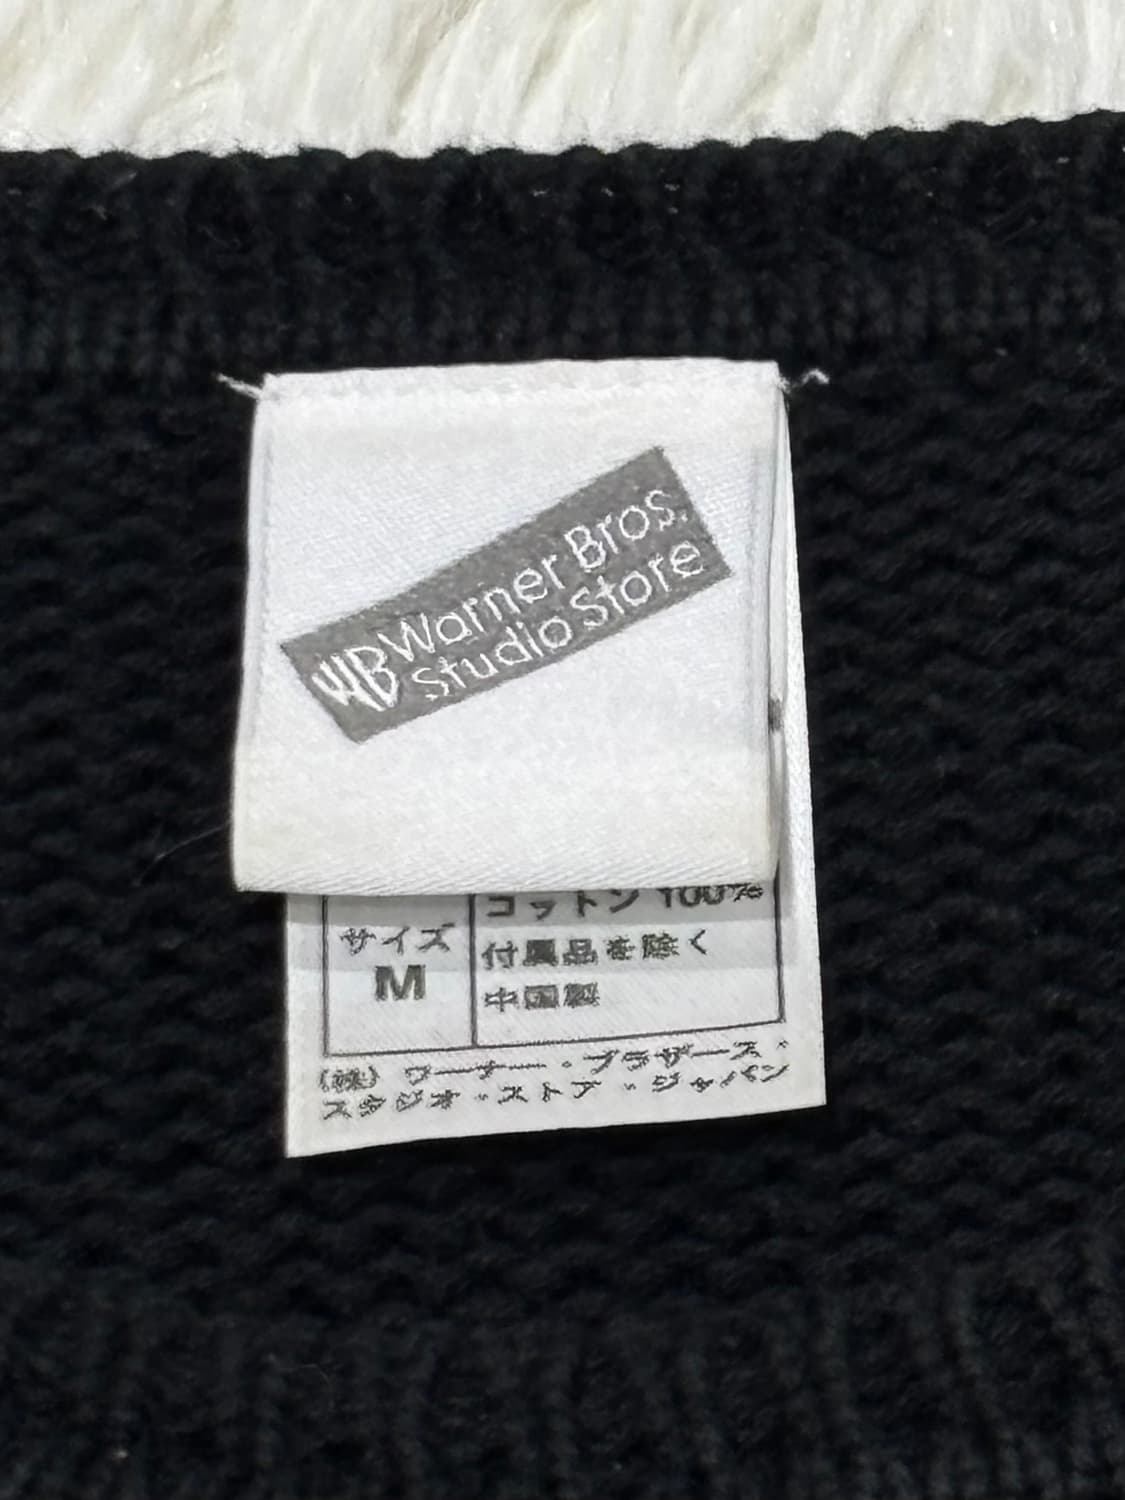 WB Warner Bros.
Studio Store
コットン 100%
サイズ
M
付属品を除く
中国製
(株) ワーナー・ブラザース・
スタジオ・ストア・ジャパン